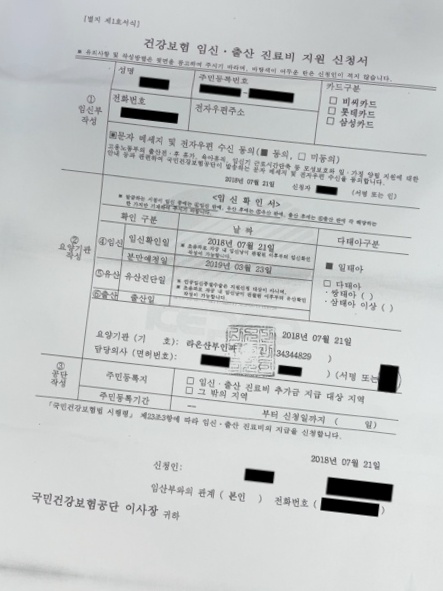 [별지 제1호서식]
건강보험 임신·출산 진료비 지원 신청서
※ 유의사항 및 작성방법은 뒷면을 참고하여 주시기 바라며, 바탕색이 어두운 란은 신청인이 적지 않습니다.
① 임신부 작성
성명
주민등록번호
카드구분
□ 비씨카드
□ 롯데카드
□ 삼성카드
전화번호
전자우편주소
▣문자 메세지 및 전자우편 수신 동의(■ 동의, □ 미동의)
2018년 07월 21일
신청자
(서명 또는 인)
② 요양기관 작성
<임신확인서>
확인 구분
날 짜
다태아구분
④임신
임신확인일
2018년 07월 21일
분만예정일
2019년 03월 23일
■ 일태아
□ 다태아
· 쌍태아 ( )
· 삼태아 이상 ( )
⑤유산
유산진단일
⑥출산
출산일
2018년 07월 21일
요양기관 (기 호): 라온산부인과
34344829 )
담당의사 (면허번호):
) (서명 또는
③ 공단 작성
주민등록지
□ 임신·출산 진료비 추가금 지급 대상 지역
□ 그 밖의 지역
주민등록기간
부터 신청일까지 ( 일)
「국민건강보험법 시행령」 제23조3항에 따라 임신·출산 진료비의 지급을 신청합니다.
2018년 07월 21일
신청인:
임산부와의 관계 ( 본인 ) 전화번호 (
)
국민건강보험공단 이사장 귀하